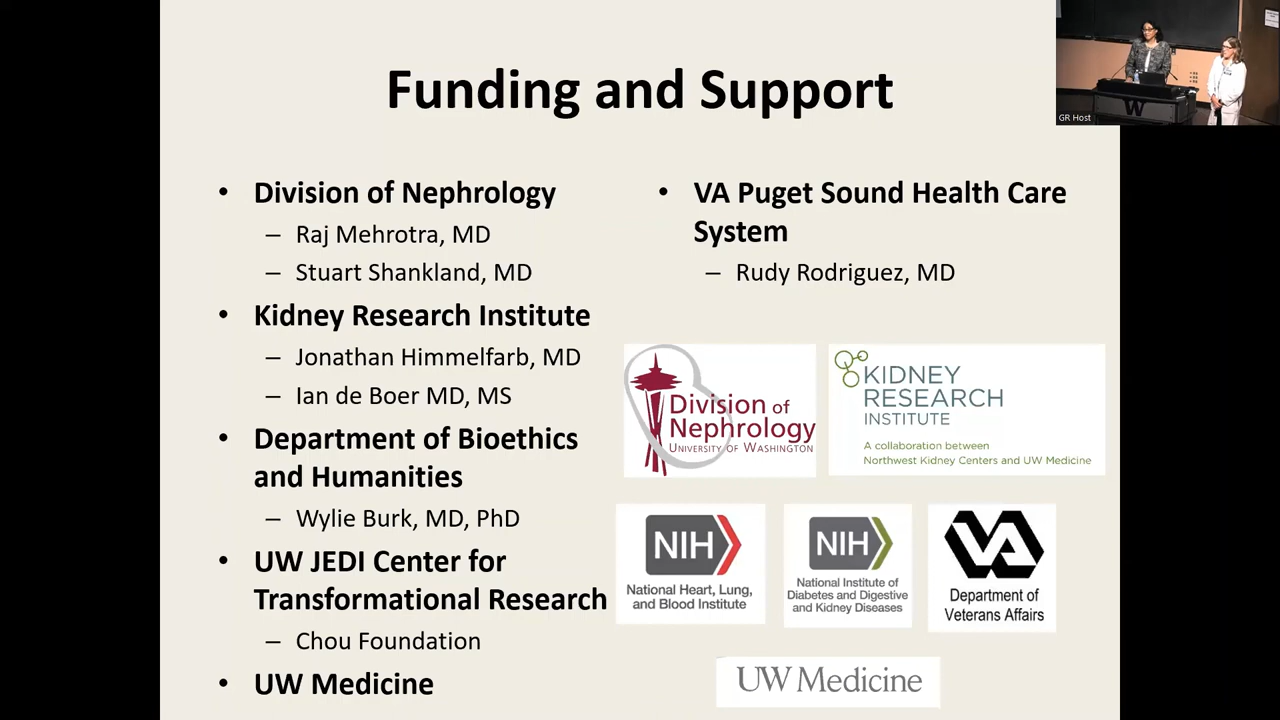 Funding and Support
• Division of Nephrology
– Raj Mehrotra, MD
– Stuart Shankland, MD
• Kidney Research Institute
– Jonathan Himmelfarb, MD
– Ian de Boer MD, MS
• Department of Bioethics
and Humanities
– Wylie Burk, MD, PhD
• UW JEDI Center for
Transformational Research
– Chou Foundation
• UW Medicine
• VA Puget Sound Health Care
System
– Rudy Rodriguez, MD
Division of
Nephrology
UNIVERSITY OF WASHINGTON
KIDNEY
RESEARCH
INSTITUTE
A collaboration between
Northwest Kidney Centers and UW Medicine
NIH
National Heart, Lung,
and Blood Institute
NIH
National Institute of
Diabetes and Digestive
and Kidney Diseases
VA
Department of
Veterans Affairs
UW Medicine
GR Host
W